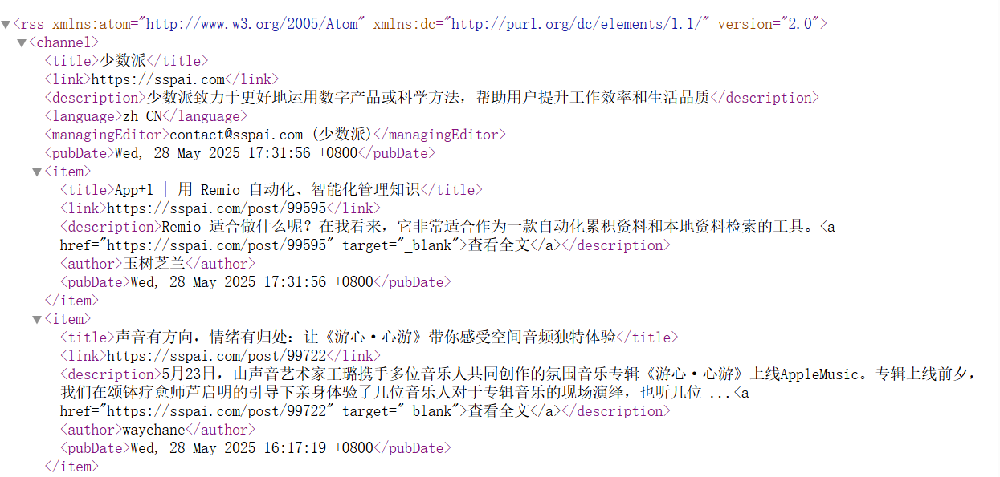 <rss xmlns:atom="http://www.w3.org/2005/Atom" xmlns:dc="http://purl.org/dc/elements/1.1/" version="2.0">
<channel>
<title>少数派</title>
<link>https://sspai.com</link>
<description>少数派致力于更好地运用数字产品或科学方法，帮助用户提升工作效率和生活品质</description>
<language>zh-CN</language>
<managingEditor>contact@sspai.com (少数派)</managingEditor>
<pubDate>Wed, 28 May 2025 17:31:56 +0800</pubDate>
<item>
<title>App+1 | 用 Remio 自动化、智能化管理知识</title>
<link>https://sspai.com/post/99595</link>
<description>Remio 适合做什么呢？在我看来，它非常适合作为一款自动化累积资料和本地资料检索的工具。<a
href="https://sspai.com/post/99595" target="_blank">查看全文</a></description>
<author>玉树芝兰</author>
<pubDate>Wed, 28 May 2025 17:31:56 +0800</pubDate>
</item>
<item>
<title>声音有方向，情绪有归处：让《游心·心游》带你感受空间音频独特体验</title>
<link>https://sspai.com/post/99722</link>
<description>5月23日，由声音艺术家王璐携手多位音乐人共同创作的氛围音乐专辑《游心·心游》上线AppleMusic。专辑上线前夕，
我们在颂钵疗愈师芦启明的引导下亲身体验了几位音乐人对于专辑音乐的现场演绎，也听几位 ...<a
href="https://sspai.com/post/99722" target="_blank">查看全文</a></description>
<author>waychane</author>
<pubDate>Wed, 28 May 2025 16:17:19 +0800</pubDate>
</item>